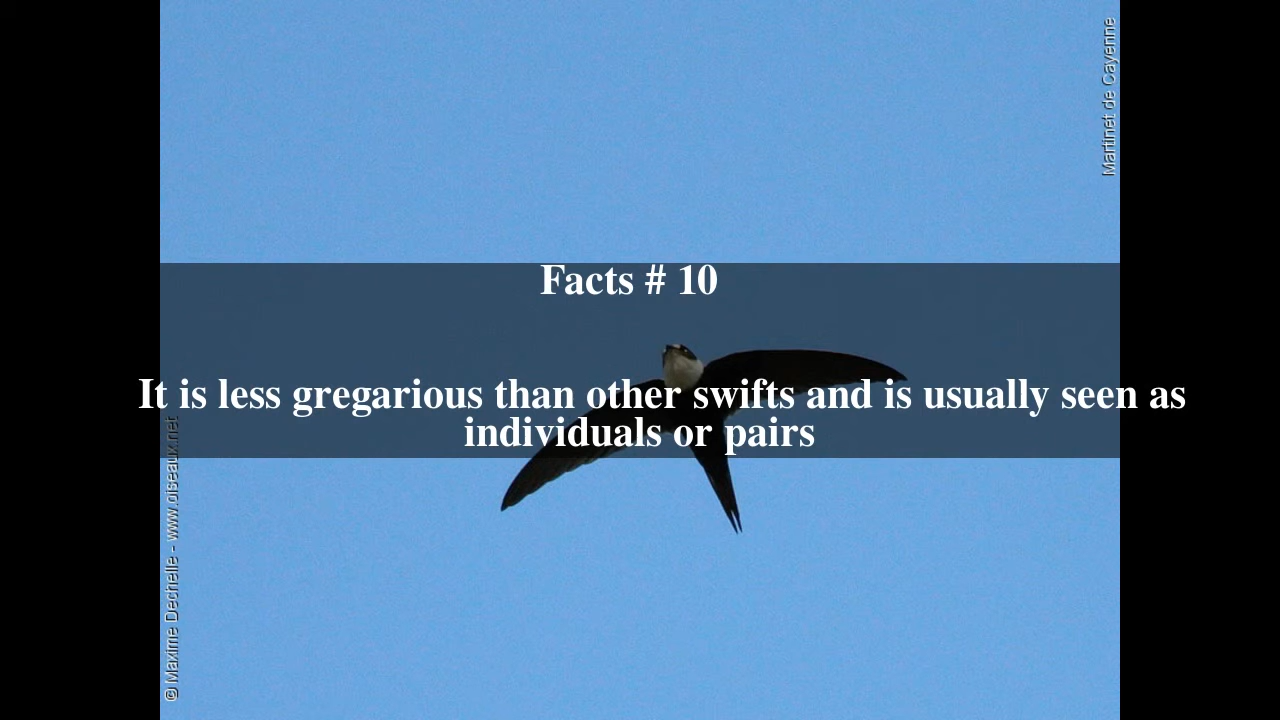 Martinet de Cayenne
Facts # 10
It is less gregarious than other swifts and is usually seen as
individuals or pairs
© Maxime Dechelle - www.oiseaux.net